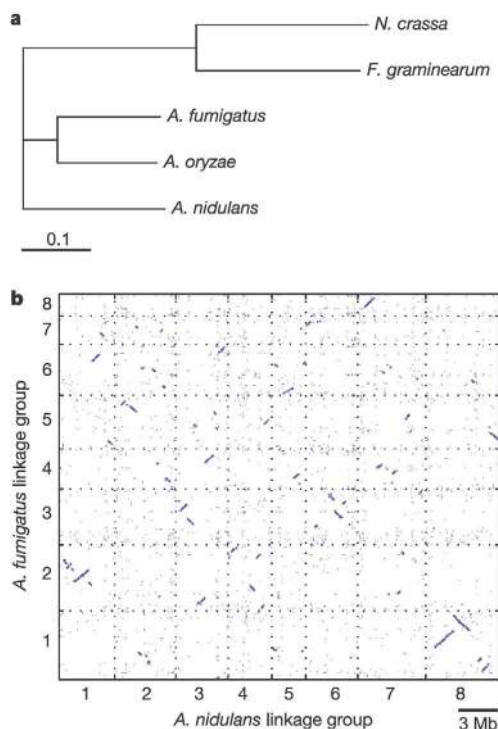 a
N. crassa
F. graminearum
A. fumigatus
A. oryzae
A. nidulans
0.1
b
A. fumigatus linkage group
8
7
6
5
4
3
2
1
1 2 3 4 5 6 7 8
A. nidulans linkage group
3 Mb